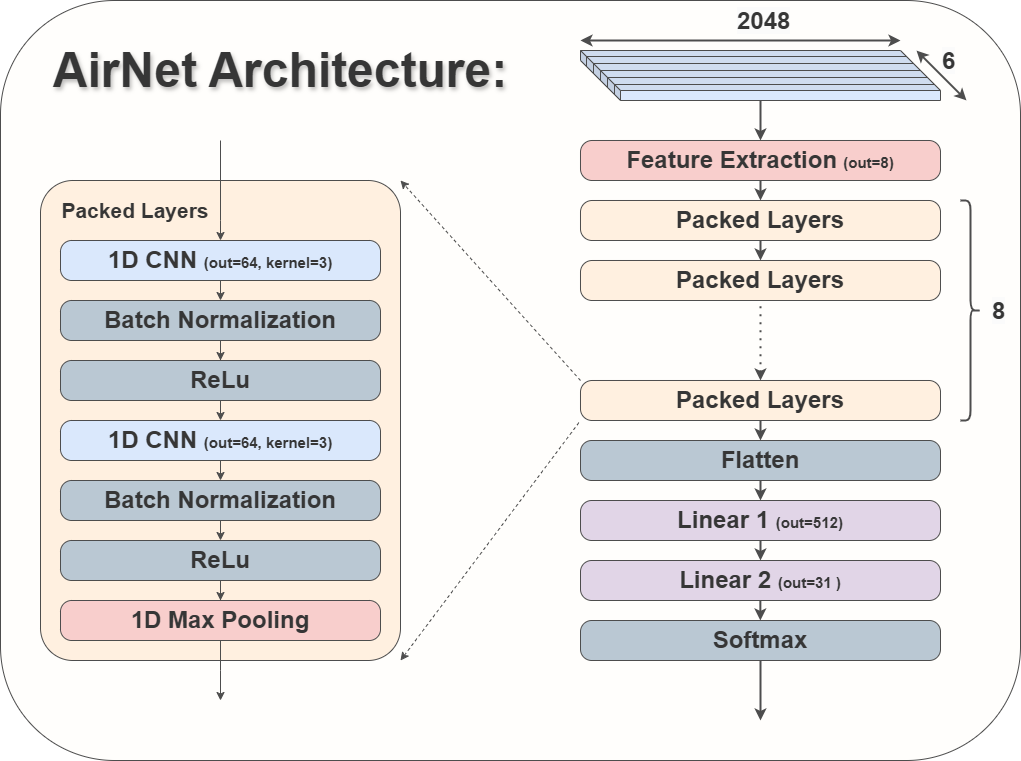 AirNet Architecture:
2048
6
Feature Extraction (out=8)
Packed Layers
Packed Layers
8
Packed Layers
Flatten
Linear 1 (out=512)
Linear 2 (out=31 )
Softmax
Packed Layers
1D CNN (out=64, kernel=3)
Batch Normalization
ReLu
1D CNN (out=64, kernel=3)
Batch Normalization
ReLu
1D Max Pooling